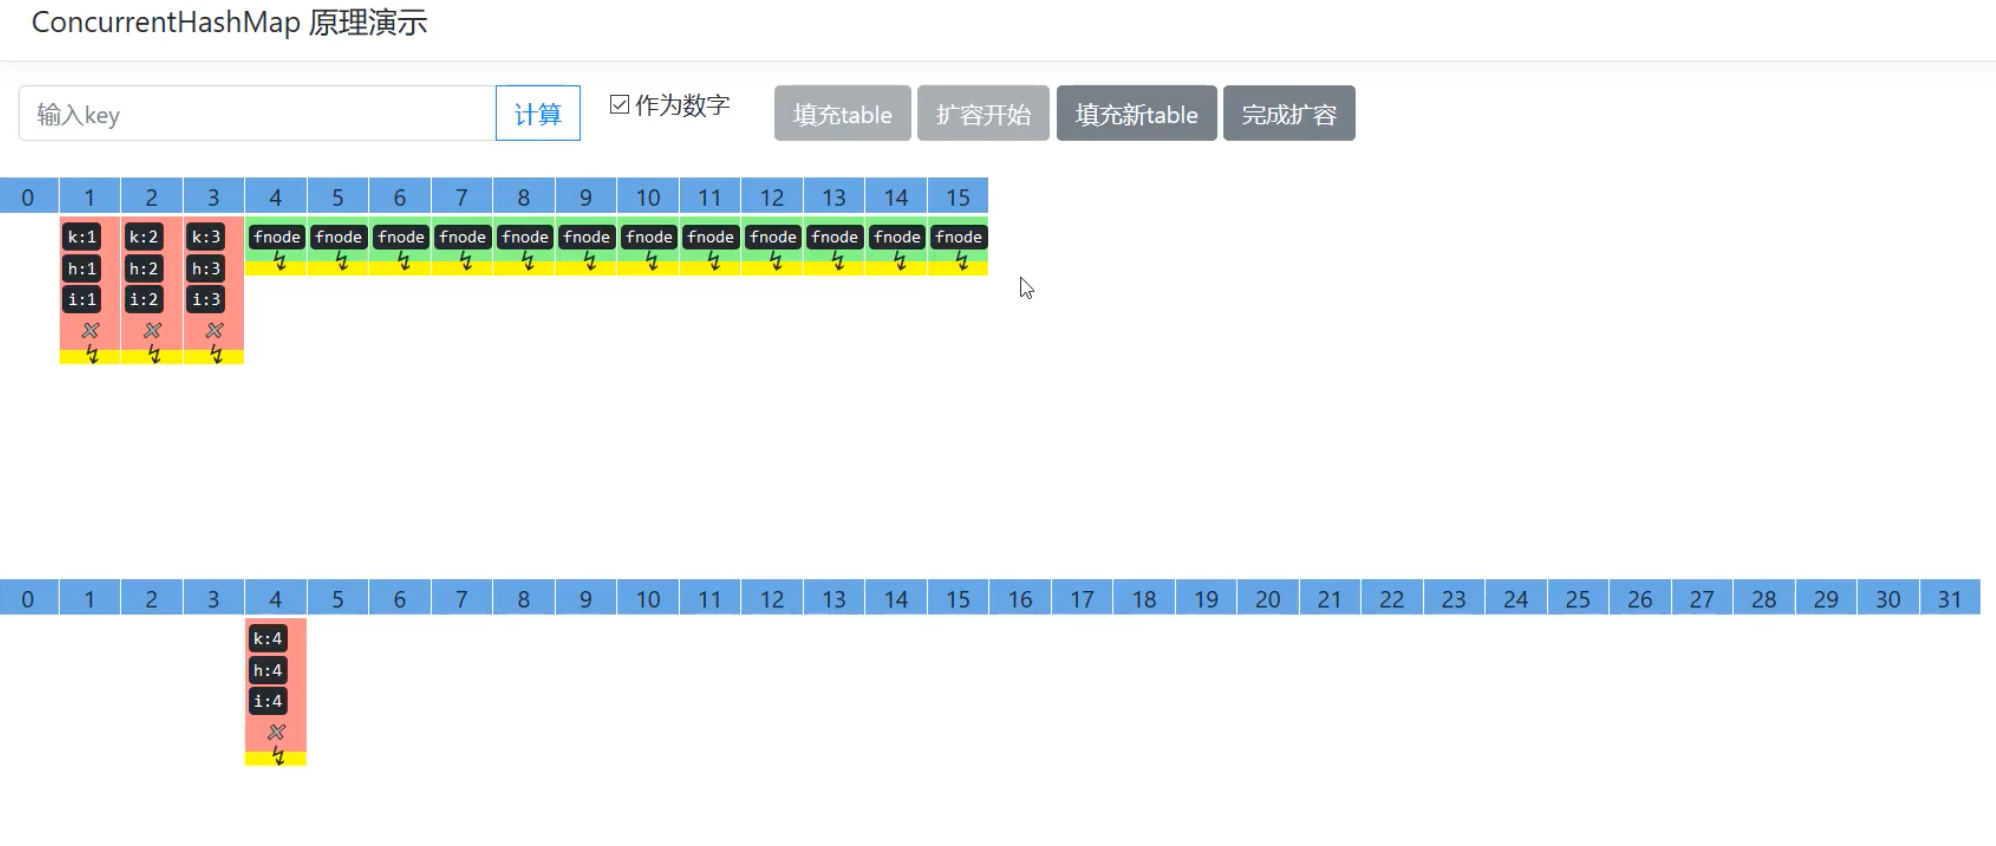 ConcurrentHashMap 原理演示
输入key 计算 作为数字 填充table 扩容开始 填充新table 完成扩容
0 1 2 3 4 5 6 7 8 9 10 11 12 13 14 15
k:1 k:2 k:3 fnode fnode fnode fnode fnode fnode fnode fnode fnode fnode fnode fnode
h:1 h:2 h:3
i:1 i:2 i:3
0 1 2 3 4 5 6 7 8 9 10 11 12 13 14 15 16 17 18 19 20 21 22 23 24 25 26 27 28 29 30 31
k:4
h:4
i:4